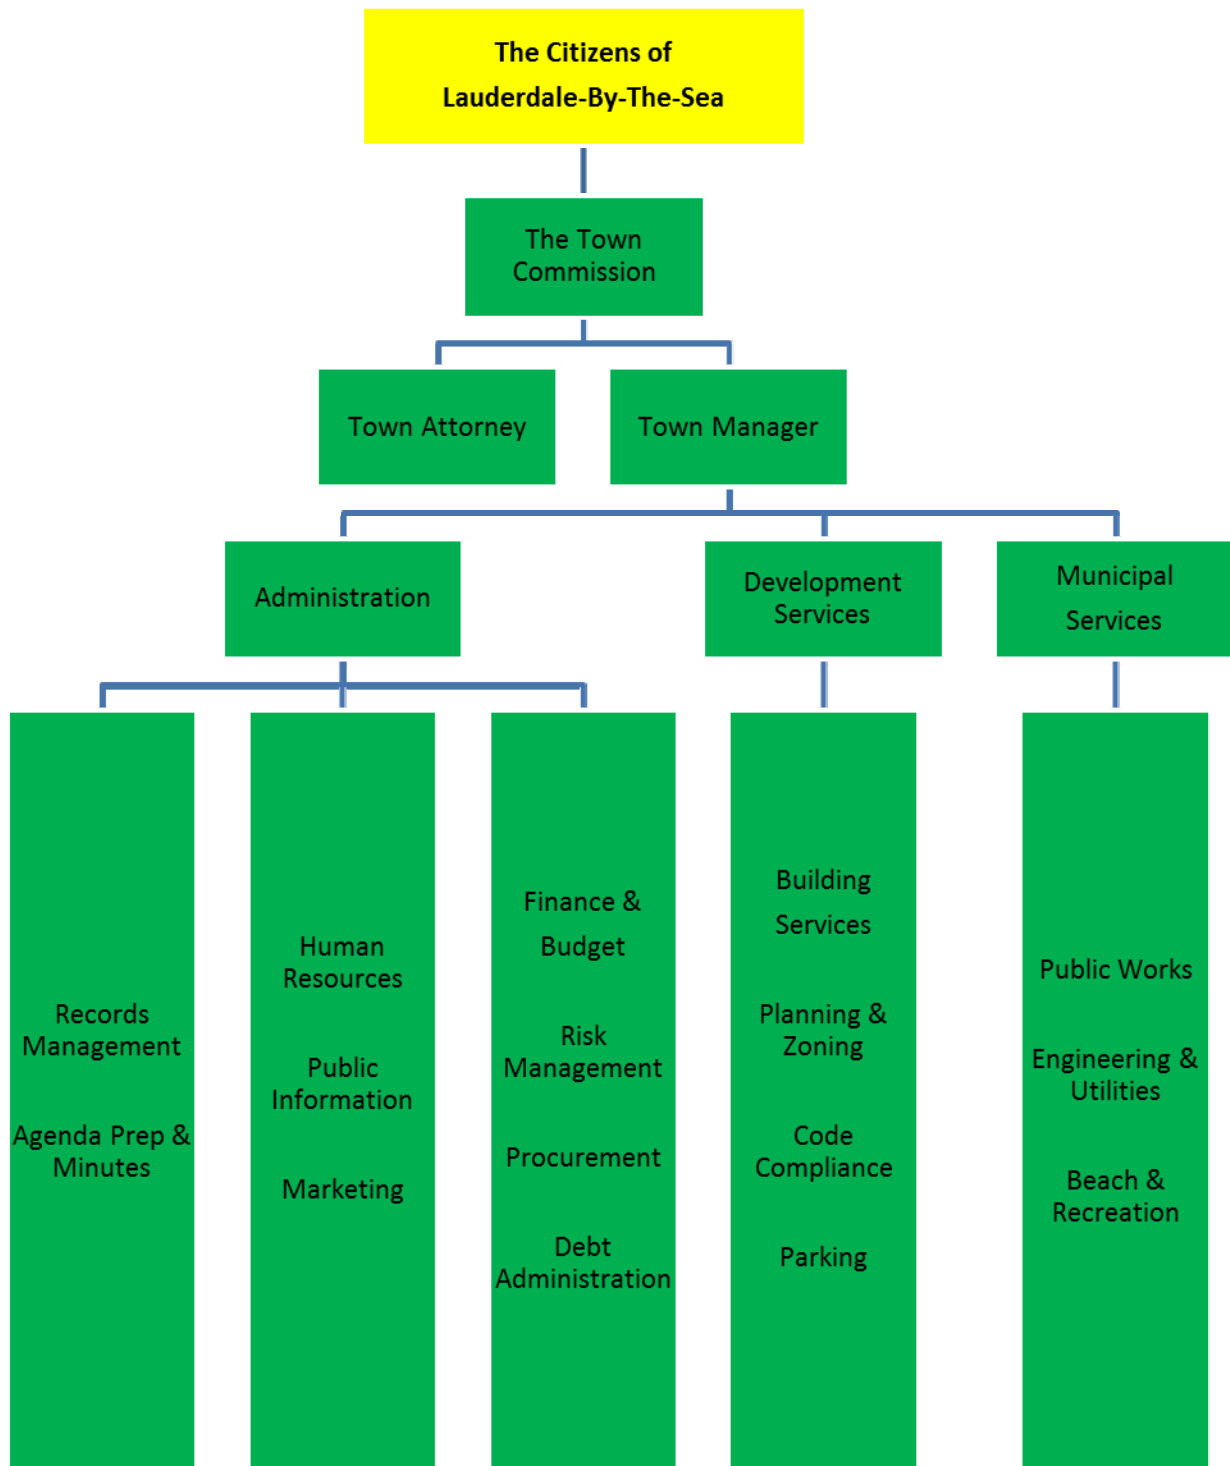 The Citizens of
Lauderdale-By-The-Sea
The Town
Commission
Town Attorney
Town Manager
Administration
Development
Services
Municipal
Services
Records
Management
Agenda Prep &
Minutes
Human
Resources
Public
Information
Marketing
Finance &
Budget
Risk
Management
Procurement
Debt
Administration
Building
Services
Planning &
Zoning
Code
Compliance
Parking
Public Works
Engineering &
Utilities
Beach &
Recreation